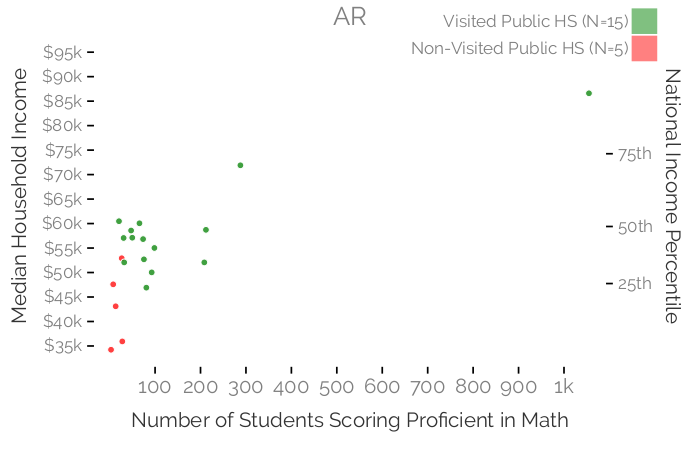 AR
Visited Public HS (N=15)
Non-Visited Public HS (N=5)
Median Household Income
$95k
$90k
$85k
$80k
$75k
$70k
$65k
$60k
$55k
$50k
$45k
$40k
$35k
National Income Percentile
75th
50th
25th
100 200 300 400 500 600 700 800 900 1k
Number of Students Scoring Proficient in Math